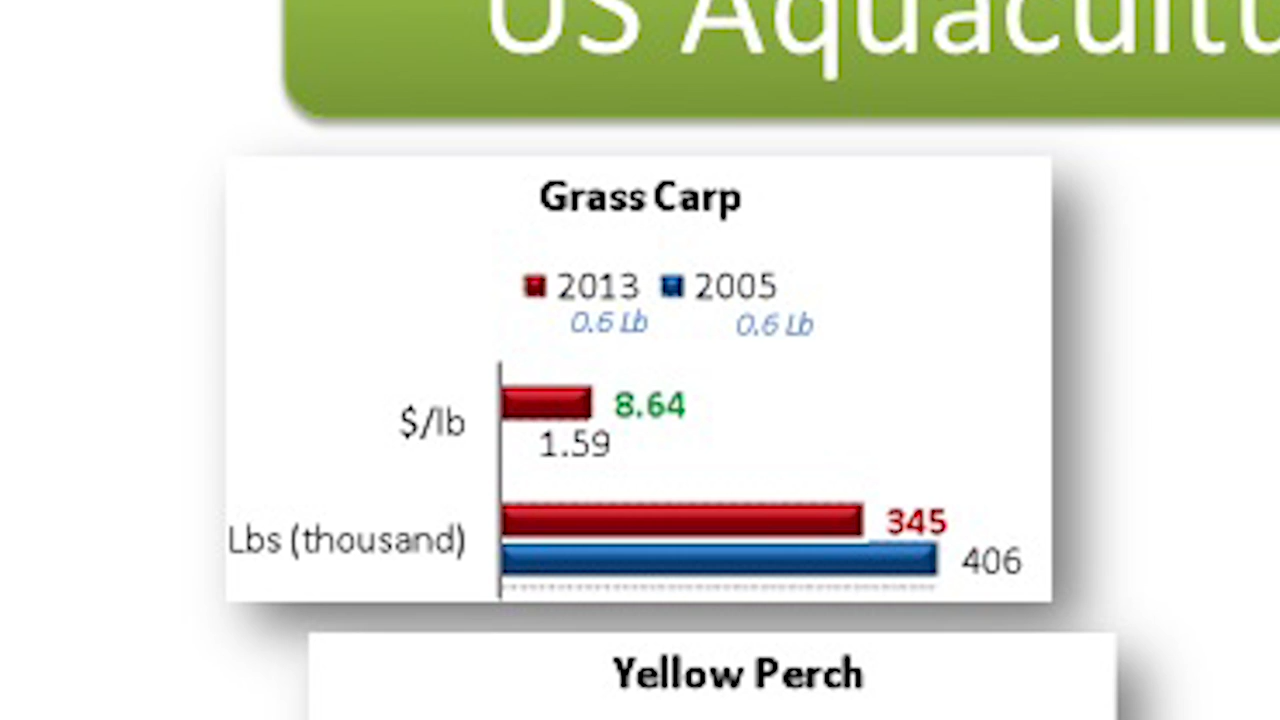 US Aquacultu
Grass Carp
2013 2005
0.6 Lb 0.6 Lb
$/lb 8.64
1.59
Lbs (thousand) 345
406
Yellow Perch